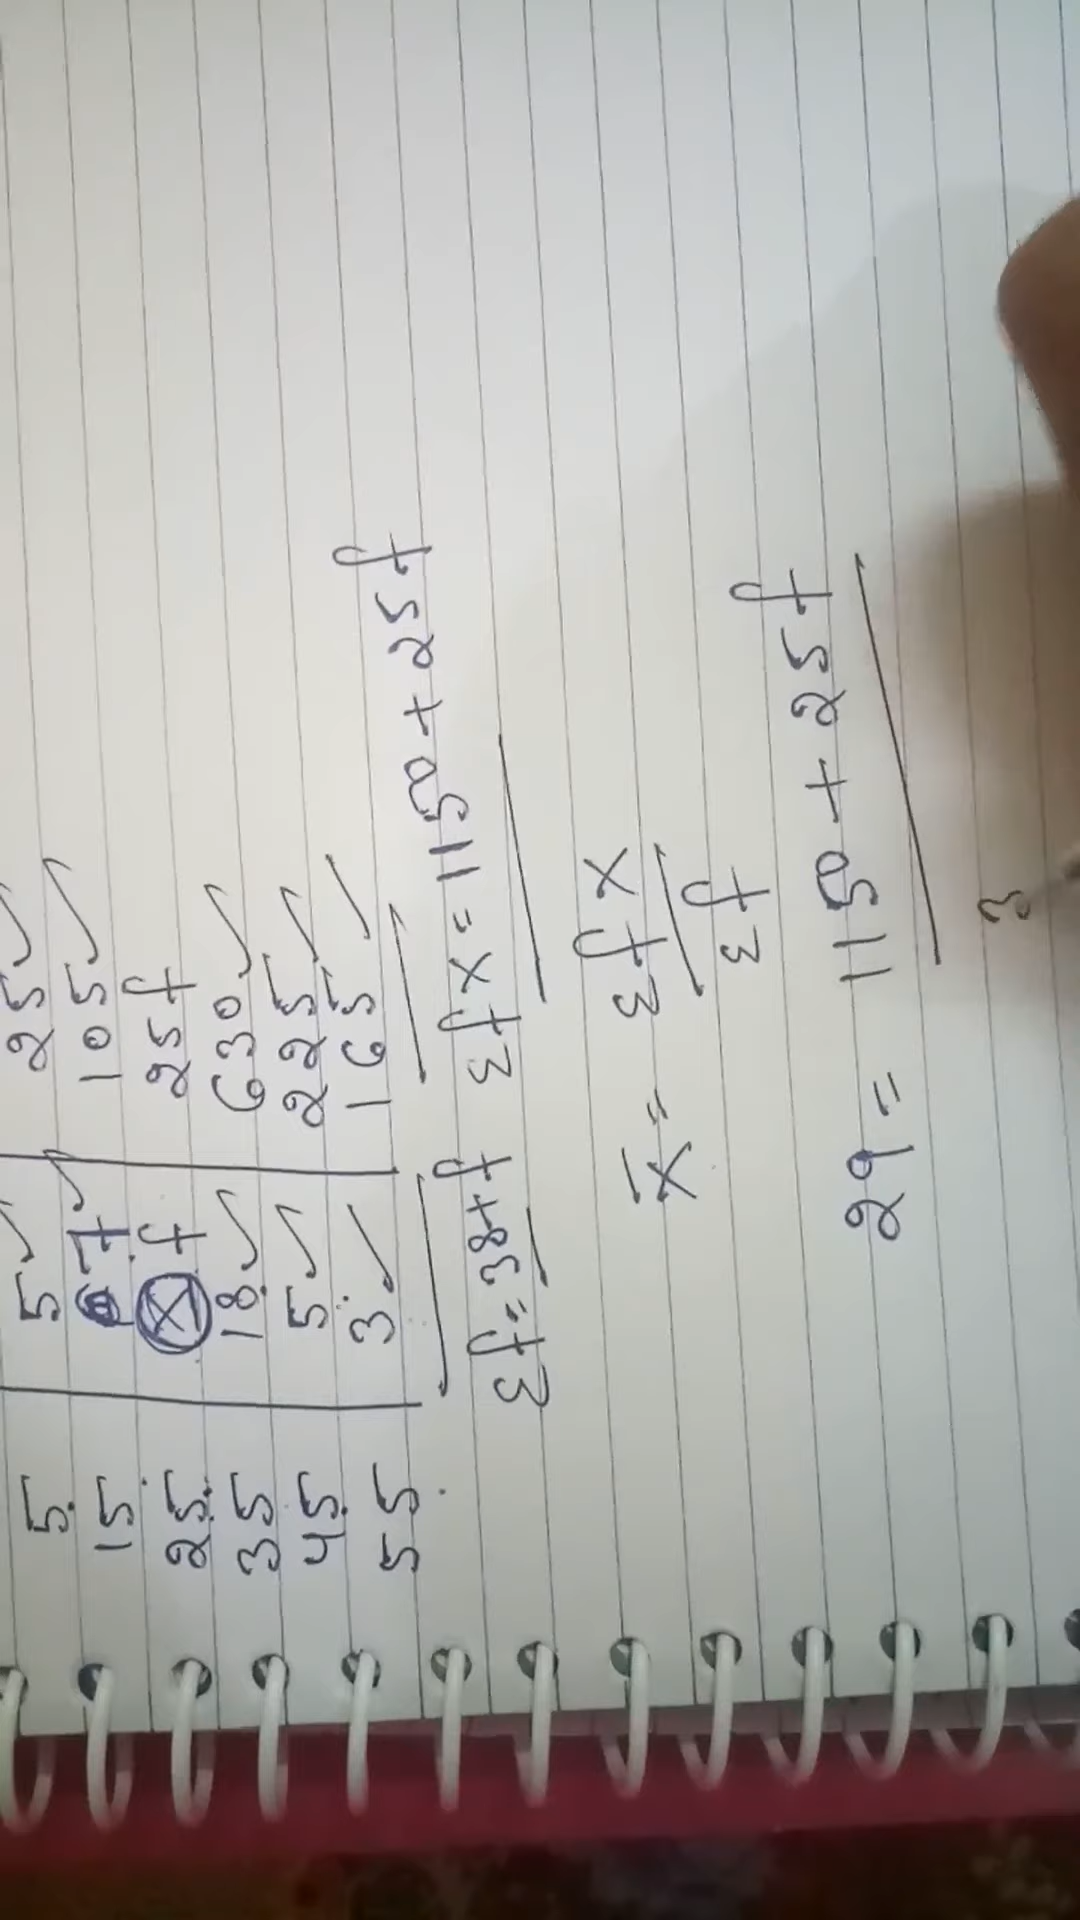 5. 5 25
15 7 105
25 f 25f
35 18 630
45 5 225
55 3 165
Σf = 38+f Σfx = 1150 + 25f
x̄ = Σfx
Σf
29 = 1150 + 25f
3